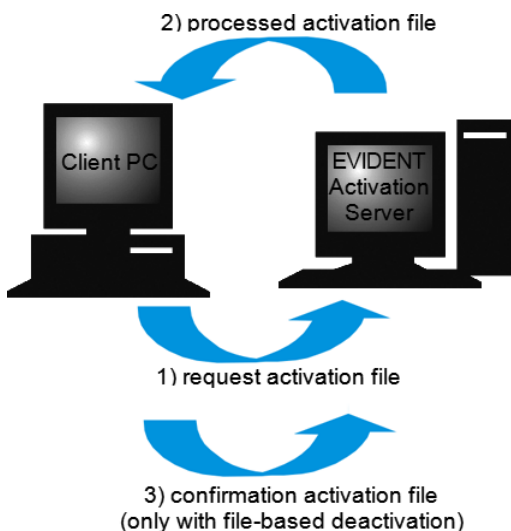 2) processed activation file
Client PC
EVIDENT
Activation
Server
1) request activation file
3) confirmation activation file
(only with file-based deactivation)